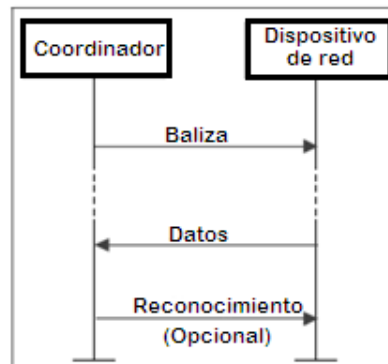 Coordinador
Dispositivo
de red
Baliza
Datos
Reconocimiento
(Opcional)